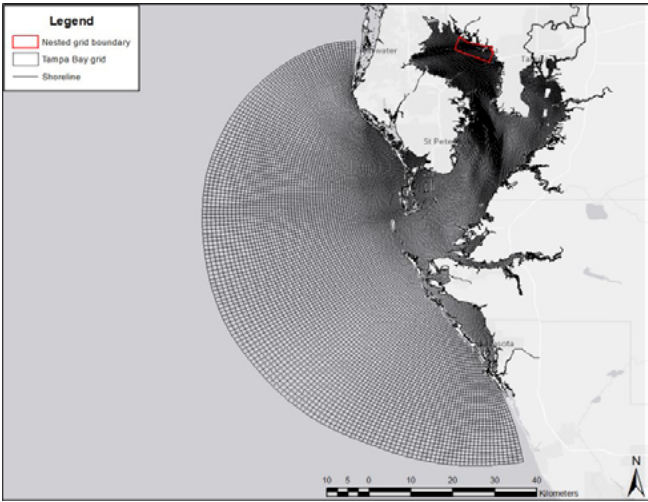 Legend
Nested grid boundary
Tampa Bay grid
Shoreline
St Pete
N
10 5 0 10 20 30 40
Kilometers